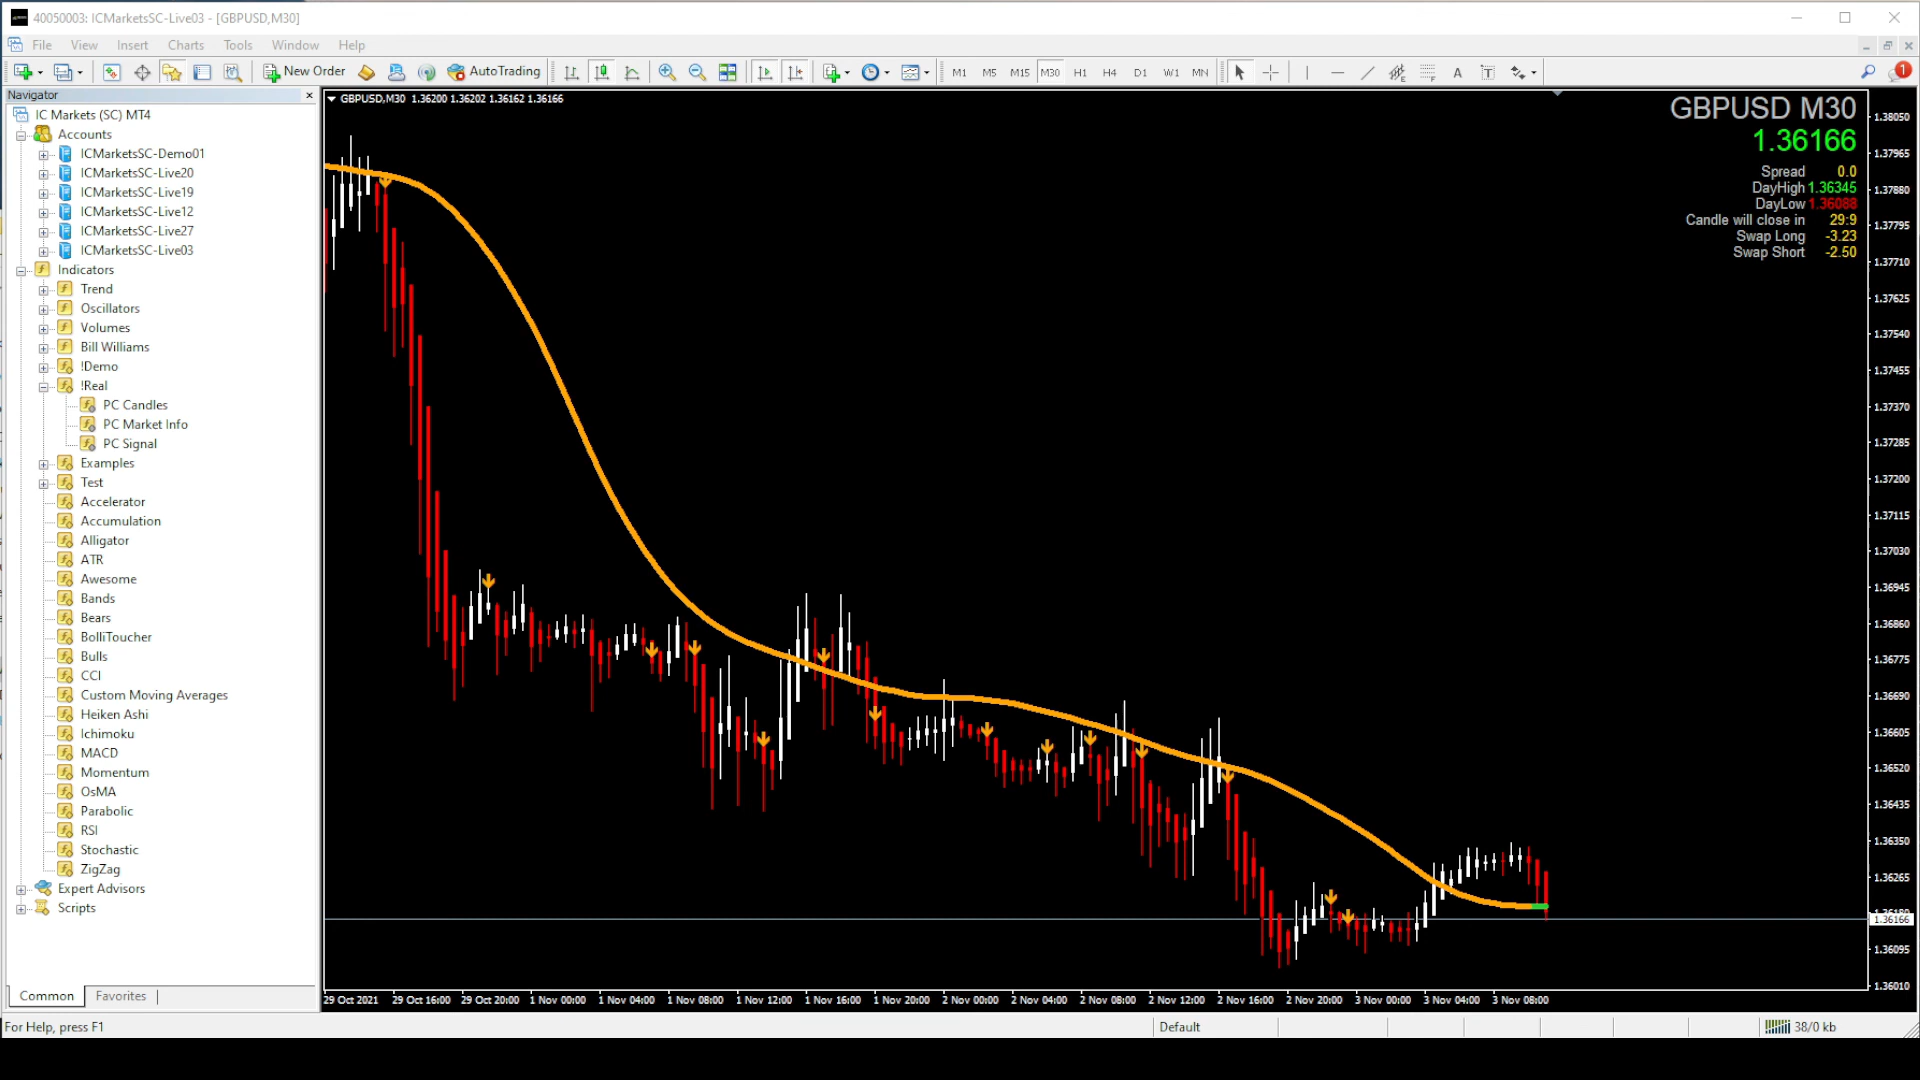 40050003: ICMarketsSC-Live03 - [GBPUSD,M30]
File View Insert Charts Tools Window Help
New Order AutoTrading M1 M5 M15 M30 H1 H4 D1 W1 MN A T 1
Navigator
IC Markets (SC) MT4
Accounts
ICMarketsSC-Demo01
ICMarketsSC-Live20
ICMarketsSC-Live19
ICMarketsSC-Live12
ICMarketsSC-Live27
ICMarketsSC-Live03
Indicators
Trend
Oscillators
Volumes
Bill Williams
!Demo
!Real
PC Candles
PC Market Info
PC Signal
Examples
Test
Accelerator
Accumulation
Alligator
ATR
Awesome
Bands
Bears
BolliToucher
Bulls
CCI
Custom Moving Averages
Heiken Ashi
Ichimoku
MACD
Momentum
OsMA
Parabolic
RSI
Stochastic
ZigZag
Expert Advisors
Scripts
Common Favorites
GBPUSD,M30 1.36200 1.36202 1.36162 1.36166
GBPUSD M30
1.36166
Spread 0.0
DayHigh 1.36345
DayLow 1.36088
Candle will close in 29:9
Swap Long -3.23
Swap Short -2.50
1.38050
1.37965
1.37880
1.37795
1.37710
1.37625
1.37540
1.37455
1.37370
1.37285
1.37200
1.37115
1.37030
1.36945
1.36860
1.36775
1.36690
1.36605
1.36520
1.36435
1.36350
1.36265
1.36166
1.36095
1.36010
29 Oct 2021 29 Oct 16:00 29 Oct 20:00 1 Nov 00:00 1 Nov 04:00 1 Nov 08:00 1 Nov 12:00 1 Nov 16:00 1 Nov 20:00 2 Nov 00:00 2 Nov 04:00 2 Nov 08:00 2 Nov 12:00 2 Nov 16:00 2 Nov 20:00 3 Nov 00:00 3 Nov 04:00 3 Nov 08:00
For Help, press F1 Default 38/0 kb